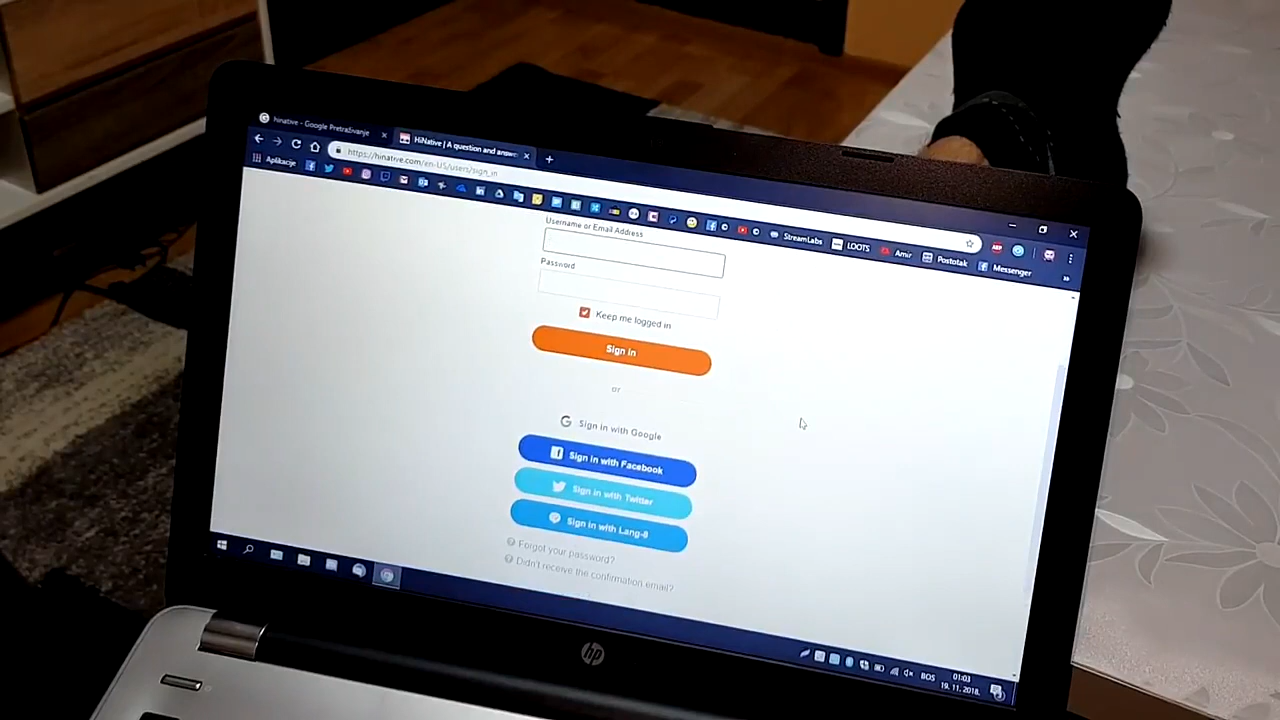 hinative - Google Pretraživanje
HiNative | A question and answe
https://hinative.com/en-US/users/sign_in
Aplikacije
StreamLabs
LOOTS
Amir
Postotak
Messenger
Username or Email Address
Password
Keep me logged in
Sign in
or
Sign in with Google
Sign in with Facebook
Sign in with Twitter
Sign in with Lang-8
Forgot your password?
Didn't receive the confirmation email?
BOS
01:03
19. 11. 2018.
hp